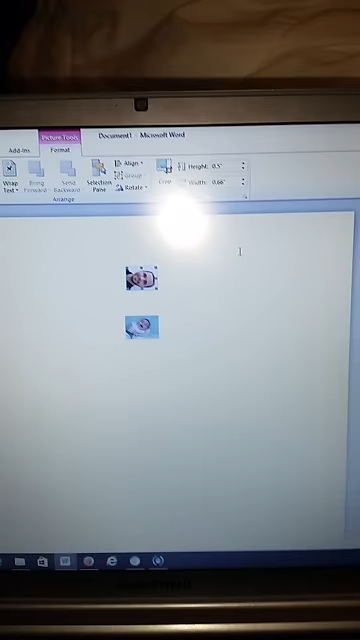 Picture Tools Document1 - Microsoft Word
Add-Ins Format
Wrap Text Bring Forward Send Backward Selection Pane Align Group Rotate Crop Height: 0.5" Width: 0.66"
Arrange